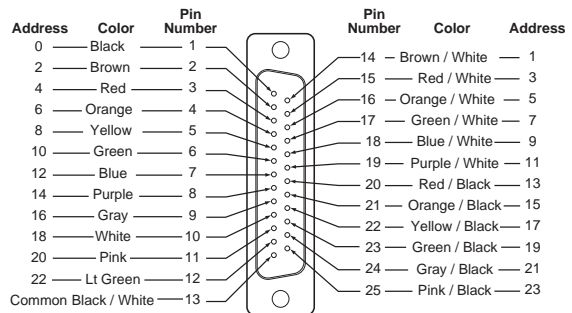 Address Color Pin Number
0 Black 1
2 Brown 2
4 Red 3
6 Orange 4
8 Yellow 5
10 Green 6
12 Blue 7
14 Purple 8
16 Gray 9
18 White 10
20 Pink 11
22 Lt Green 12
Common Black / White 13
Pin Number Color Address
14 Brown / White 1
15 Red / White 3
16 Orange / White 5
17 Green / White 7
18 Blue / White 9
19 Purple / White 11
20 Red / Black 13
21 Orange / Black 15
22 Yellow / Black 17
23 Green / Black 19
24 Gray / Black 21
25 Pink / Black 23